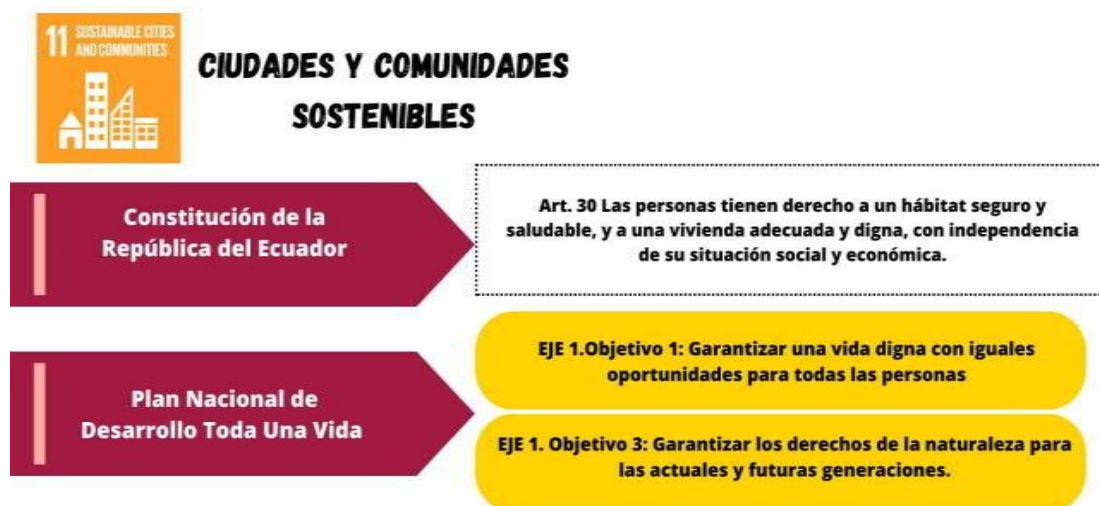 11 SUSTAINABLE CITIES
AND COMMUNITIES
CIUDADES Y COMUNIDADES
SOSTENIBLES
Constitución de la
República del Ecuador
Art. 30 Las personas tienen derecho a un hábitat seguro y
saludable, y a una vivienda adecuada y digna, con independencia
de su situación social y económica.
Plan Nacional de
Desarrollo Toda Una Vida
EJE 1.Objetivo 1: Garantizar una vida digna con iguales
oportunidades para todas las personas
EJE 1. Objetivo 3: Garantizar los derechos de la naturaleza para
las actuales y futuras generaciones.